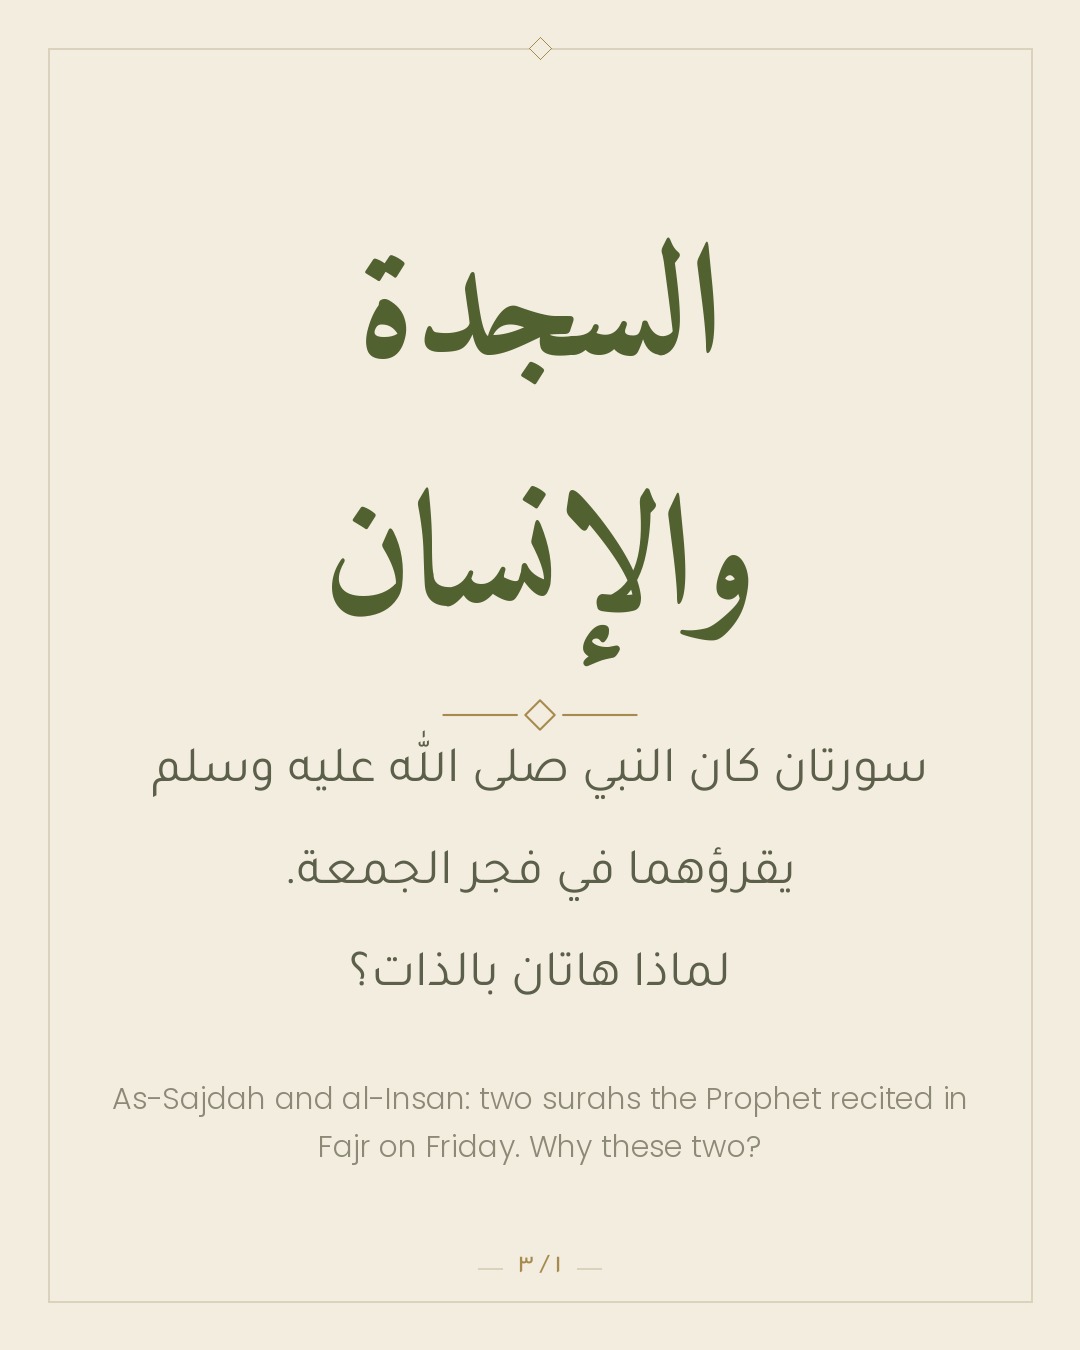 السجدة
والإنسان
سورتان كان النبي صلى الله عليه وسلم
يقرؤهما في فجر الجمعة.
لماذا هاتان بالذات؟
As-Sajdah and al-Insan: two surahs the Prophet recited in
Fajr on Friday. Why these two?
١ / ٣